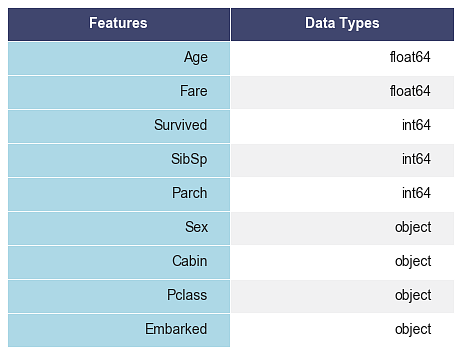 Features Data Types
Age float64
Fare float64
Survived int64
SibSp int64
Parch int64
Sex object
Cabin object
Pclass object
Embarked object